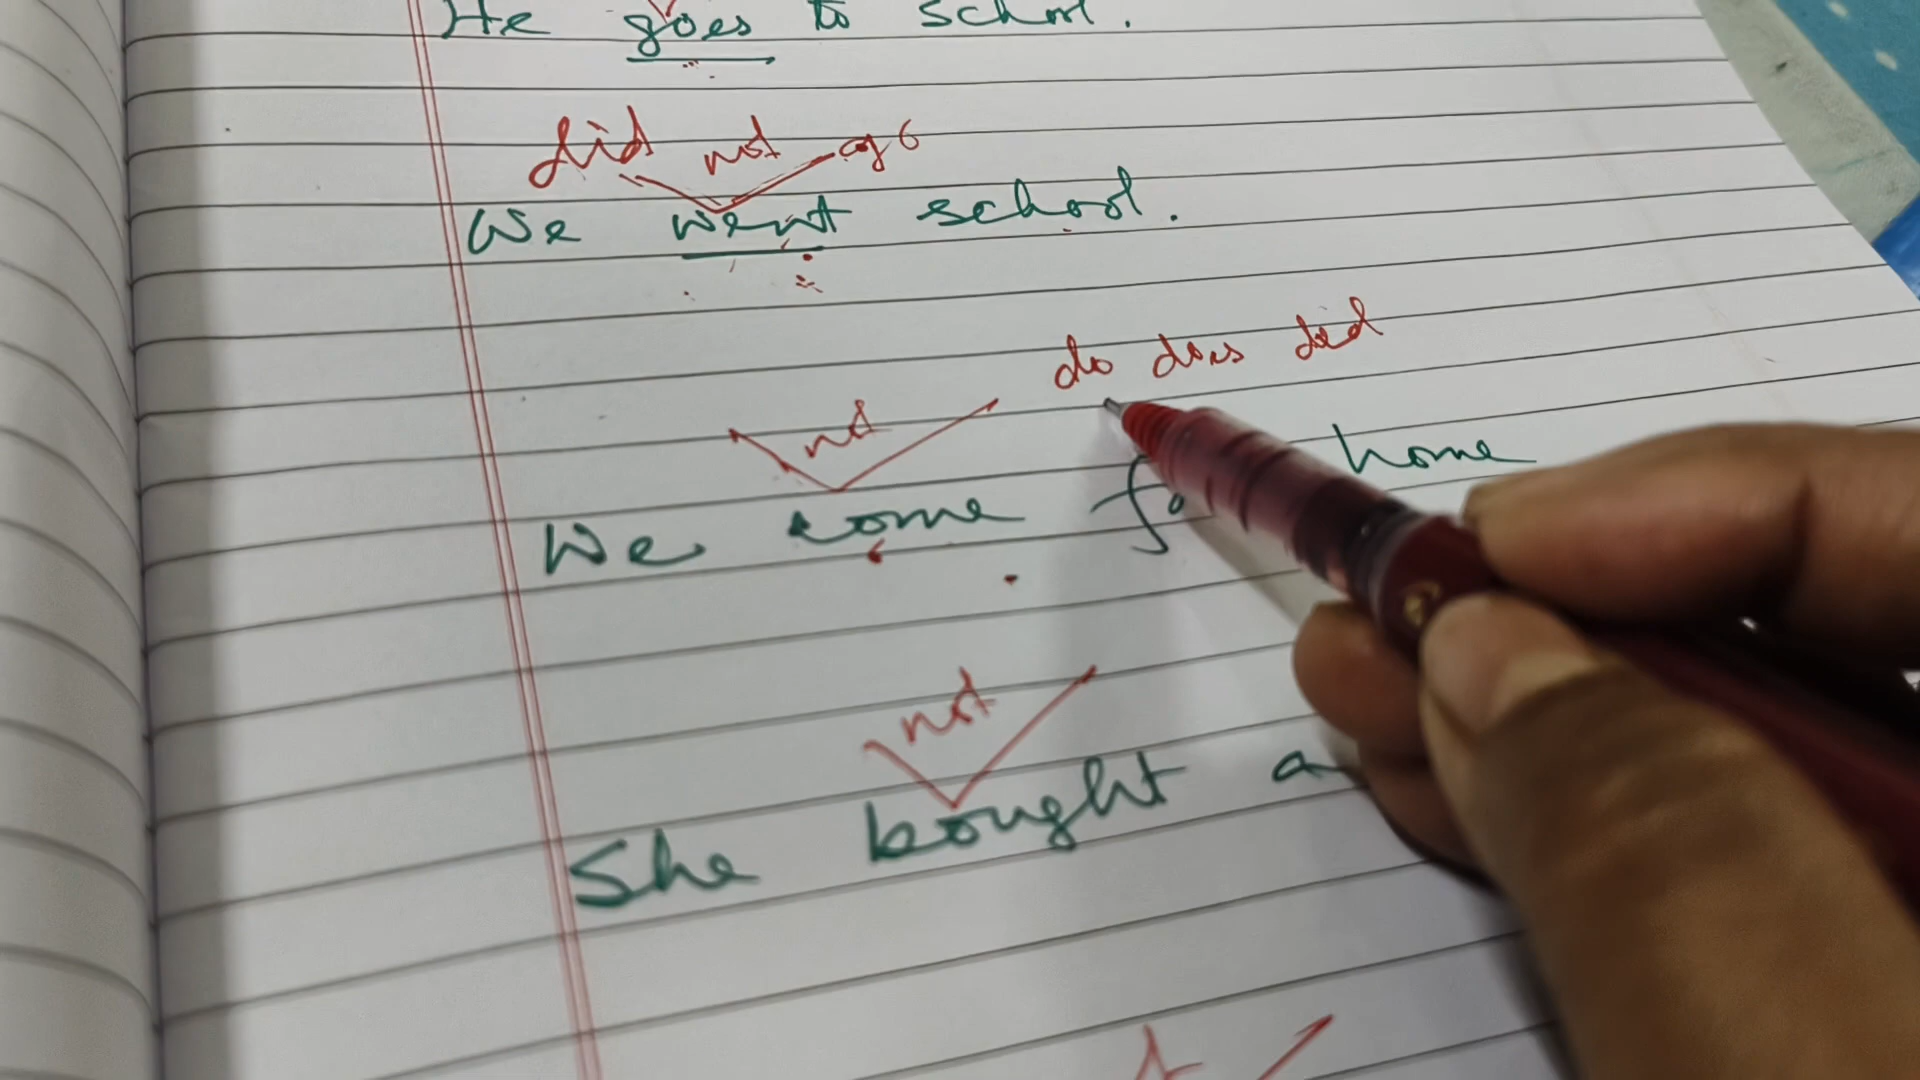 He goes to school.
did not go
We went school.
do does did
not
We come home
not
She bought a